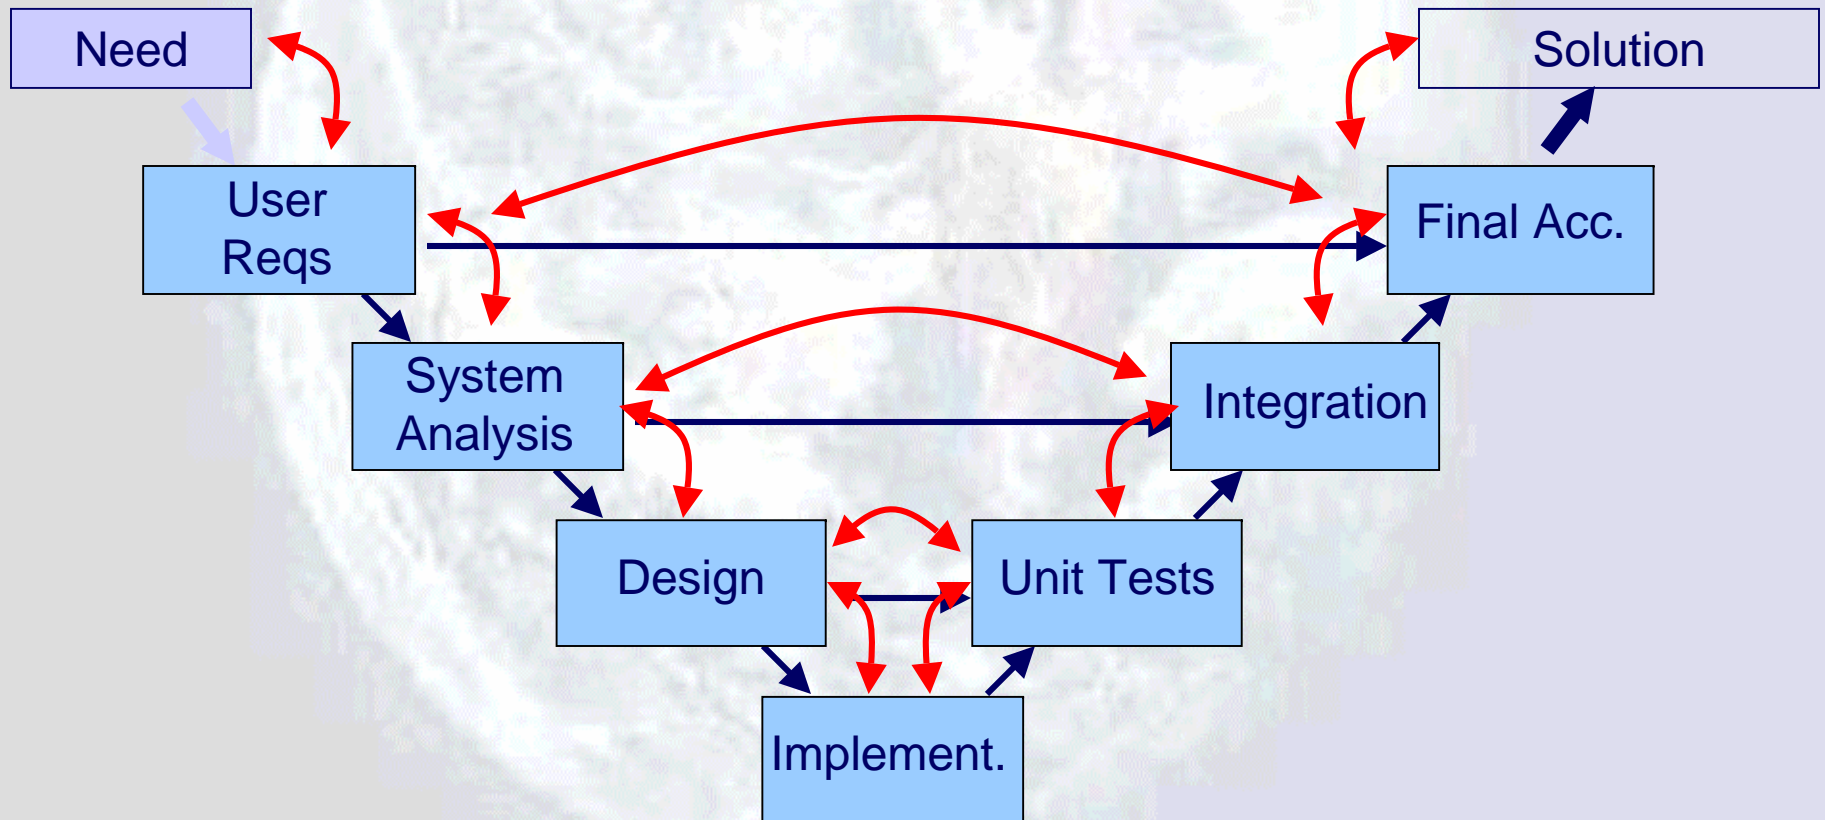 Need
Solution
User
Reqs
Final Acc.
System
Analysis
Integration
Design
Unit Tests
Implement.